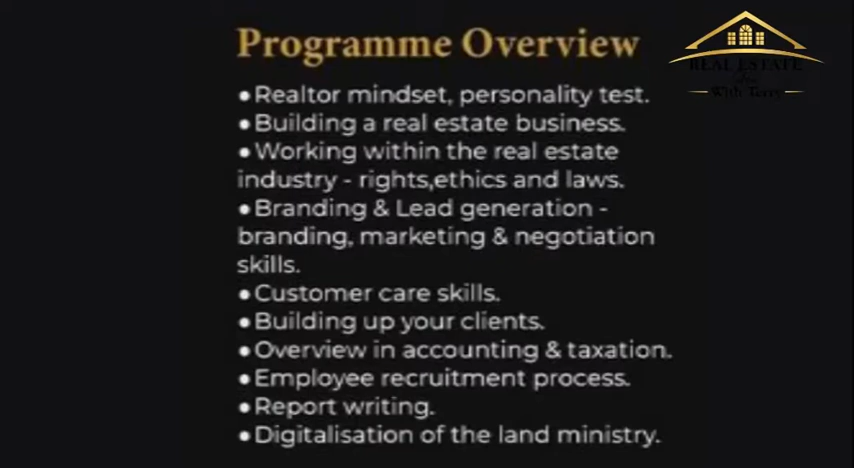 Programme Overview
REAL ESTATE
With Terry
•Realtor mindset, personality test.
•Building a real estate business.
•Working within the real estate
industry - rights,ethics and laws.
•Branding & Lead generation -
branding, marketing & negotiation
skills.
•Customer care skills.
•Building up your clients.
•Overview in accounting & taxation.
•Employee recruitment process.
•Report writing.
•Digitalisation of the land ministry.